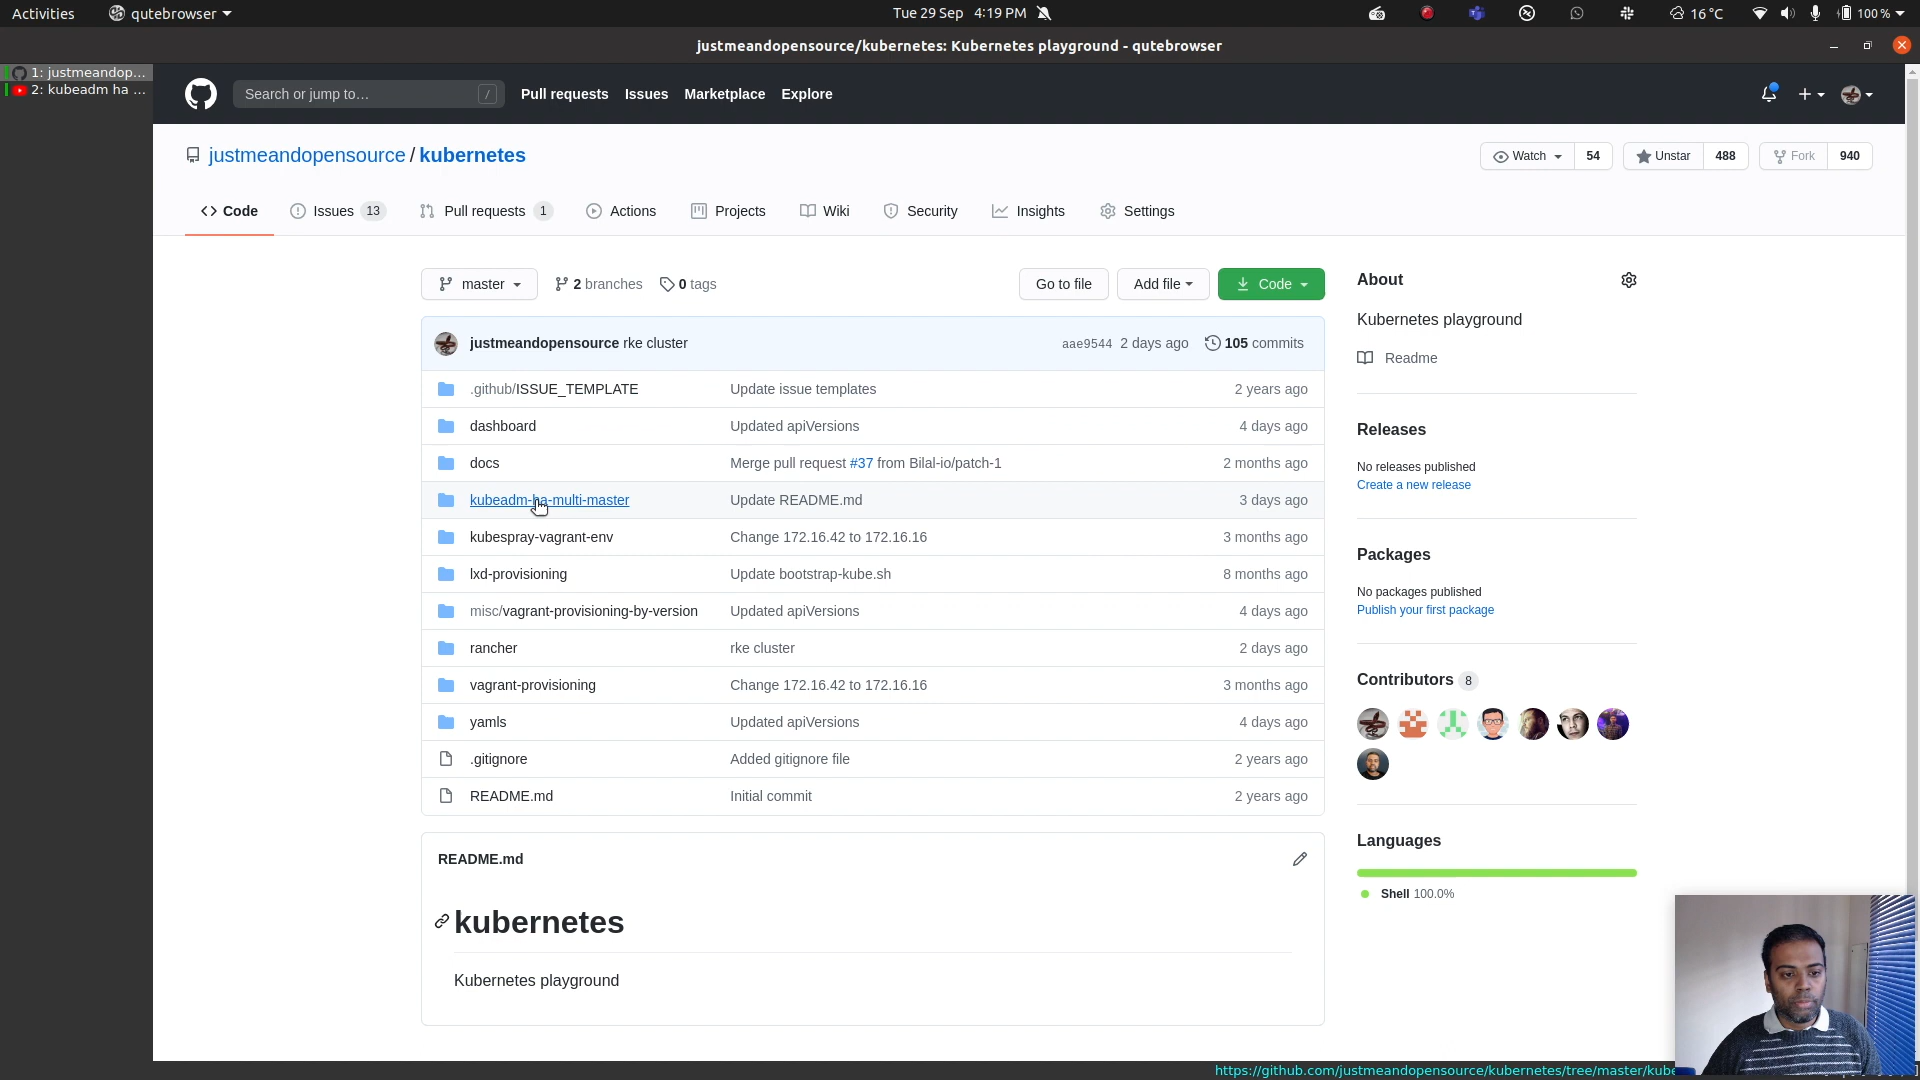 Activities
qutebrowser
Tue 29 Sep 4:19 PM
16 °C
100 %
justmeandopensource/kubernetes: Kubernetes playground - qutebrowser
1: justmeandop...
2: kubeadm ha ...
Search or jump to...
/
Pull requests
Issues
Marketplace
Explore
justmeandopensource / kubernetes
Watch 54
Unstar 488
Fork 940
Code
Issues 13
Pull requests 1
Actions
Projects
Wiki
Security
Insights
Settings
master
2 branches
0 tags
Go to file
Add file
Code
justmeandopensource rke cluster aae9544 2 days ago 105 commits
.github/ISSUE_TEMPLATE Update issue templates 2 years ago
dashboard Updated apiVersions 4 days ago
docs Merge pull request #37 from Bilal-io/patch-1 2 months ago
kubeadm-ha-multi-master Update README.md 3 days ago
kubespray-vagrant-env Change 172.16.42 to 172.16.16 3 months ago
lxd-provisioning Update bootstrap-kube.sh 8 months ago
misc/vagrant-provisioning-by-version Updated apiVersions 4 days ago
rancher rke cluster 2 days ago
vagrant-provisioning Change 172.16.42 to 172.16.16 3 months ago
yamls Updated apiVersions 4 days ago
.gitignore Added gitignore file 2 years ago
README.md Initial commit 2 years ago
README.md
kubernetes
Kubernetes playground
About
Kubernetes playground
Readme
Releases
No releases published
Create a new release
Packages
No packages published
Publish your first package
Contributors 8
Languages
Shell 100.0%
https://github.com/justmeandopensource/kubernetes/tree/master/kube